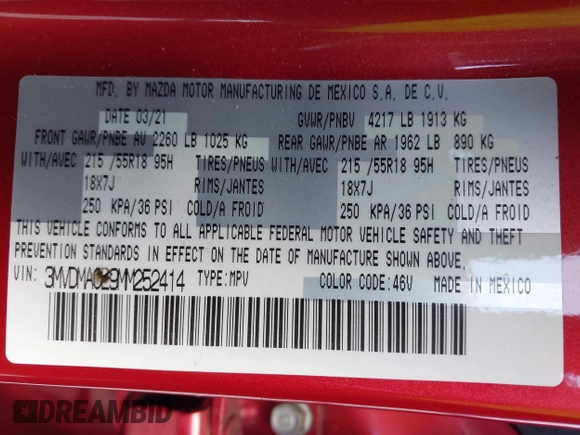 MFD. BY MAZDA MOTOR MANUFACTURING DE MEXICO S.A. DE C.V.
DATE 03/21 GVWR/PNBV 4217 LB 1913 KG
FRONT GAWR/PNBE AV 2260 LB 1025 KG REAR GAWR/PNBE AR 1962 LB 890 KG
WITH/AVEC 215 /55R18 95H TIRES/PNEUS WITH/AVEC 215 /55R18 95H TIRES/PNEUS
18X7J RIMS/JANTES 18X7J RIMS/JANTES
250 KPA/36 PSI COLD/A FROID 250 KPA/36 PSI COLD/A FROID
THIS VEHICLE CONFORMS TO ALL APPLICABLE FEDERAL MOTOR VEHICLE SAFETY AND THEFT
PREVENTION STANDARDS IN EFFECT ON THE DATE OF MANUFACTURE SHOWN ABOVE.
VIN: TYPE:MPV COLOR CODE:46V MADE IN MEXICO
DREAMBID